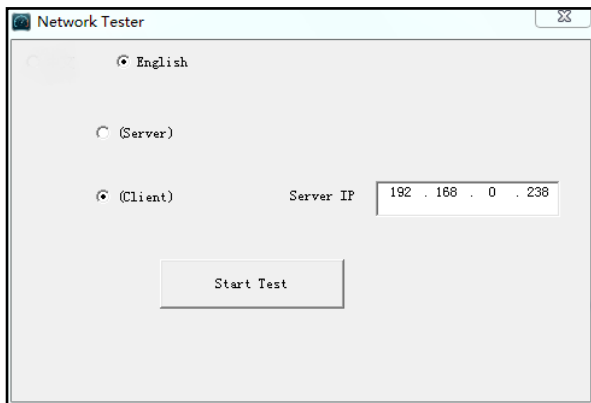 Network Tester
English
(Server)
(Client) Server IP 192 . 168 . 0 . 238
Start Test